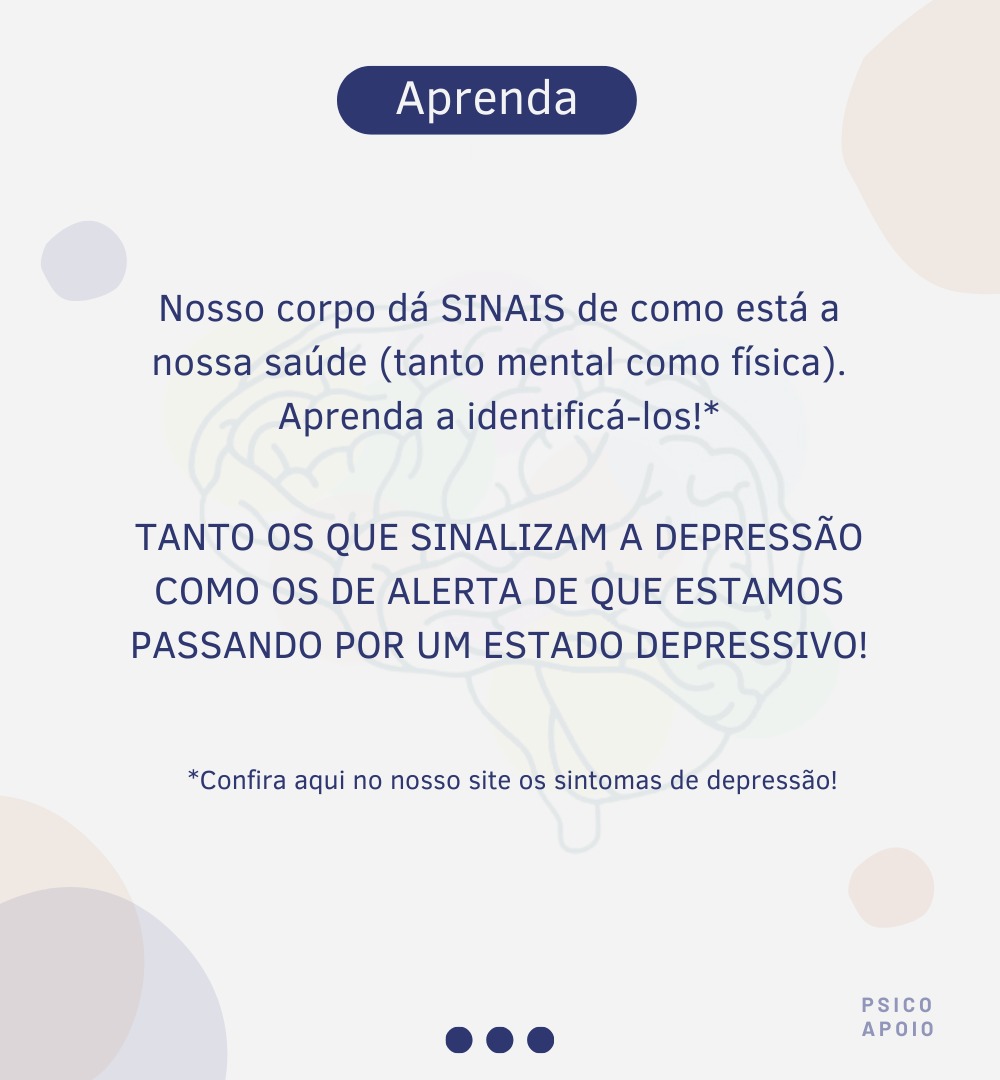 Aprenda
Nosso corpo dá SINAIS de como está a
nossa saúde (tanto mental como física).
Aprenda a identificá-los!*
TANTO OS QUE SINALIZAM A DEPRESSÃO
COMO OS DE ALERTA DE QUE ESTAMOS
PASSANDO POR UM ESTADO DEPRESSIVO!
*Confira aqui no nosso site os sintomas de depressão!
PSICO
APOIO